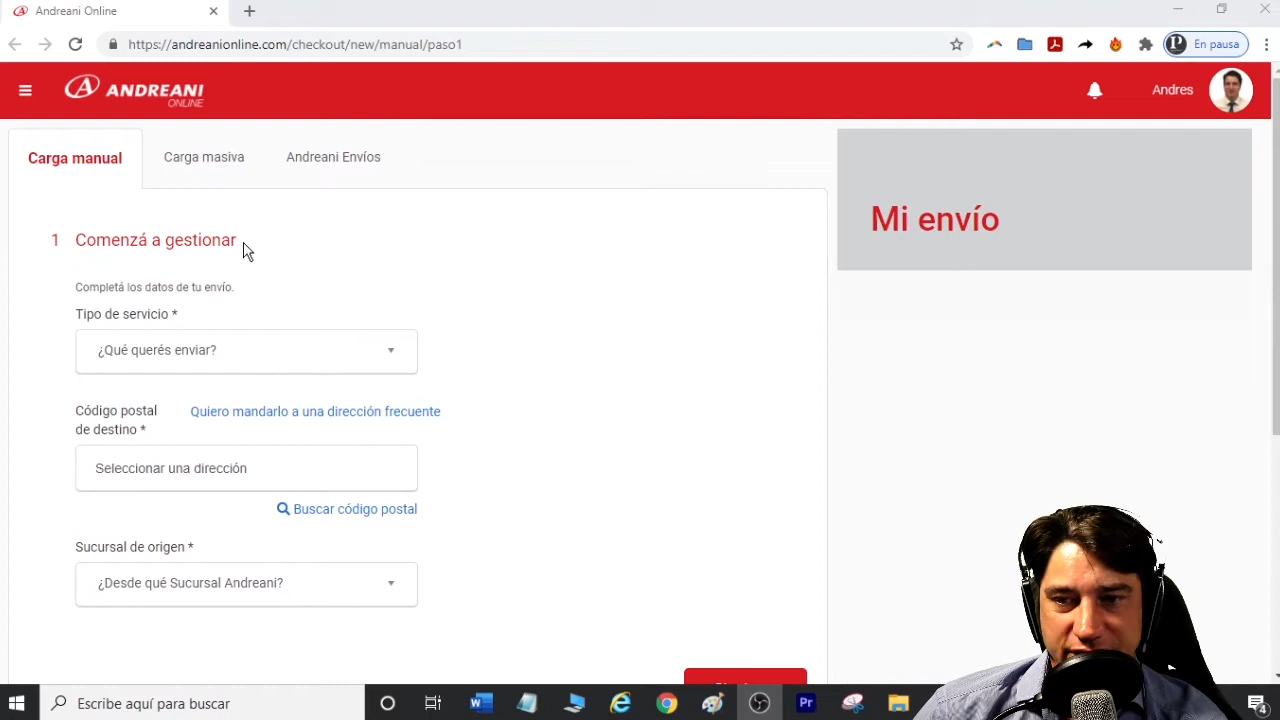 Andreani Online
https://andreanionline.com/checkout/new/manual/paso1
En pausa
ANDREANI
ONLINE
Andres
Carga manual
Carga masiva
Andreani Envíos
Mi envío
1 Comenzá a gestionar
Completá los datos de tu envío.
Tipo de servicio *
¿Qué querés enviar?
Código postal
de destino *
Quiero mandarlo a una dirección frecuente
Seleccionar una dirección
Buscar código postal
Sucursal de origen *
¿Desde qué Sucursal Andreani?
Escribe aquí para buscar
Pr
4